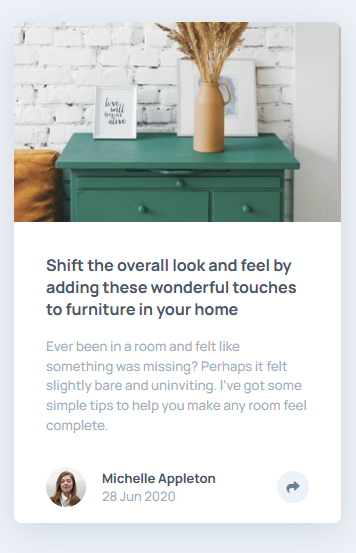 love
will
begins
alive
Shift the overall look and feel by
adding these wonderful touches
to furniture in your home
Ever been in a room and felt like
something was missing? Perhaps it felt
slightly bare and uninviting. I've got some
simple tips to help you make any room feel
complete.
Michelle Appleton
28 Jun 2020